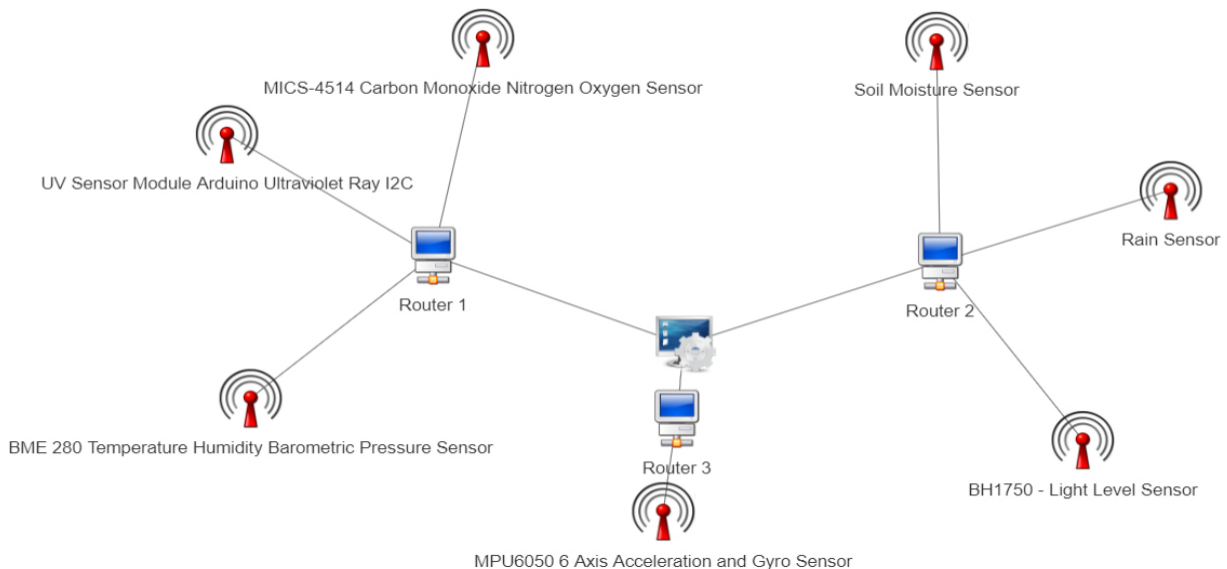 MICS-4514 Carbon Monoxide Nitrogen Oxygen Sensor
Soil Moisture Sensor
UV Sensor Module Arduino Ultraviolet Ray I2C
Rain Sensor
Router 1
Router 2
BME 280 Temperature Humidity Barometric Pressure Sensor
Router 3
BH1750 - Light Level Sensor
MPU6050 6 Axis Acceleration and Gyro Sensor